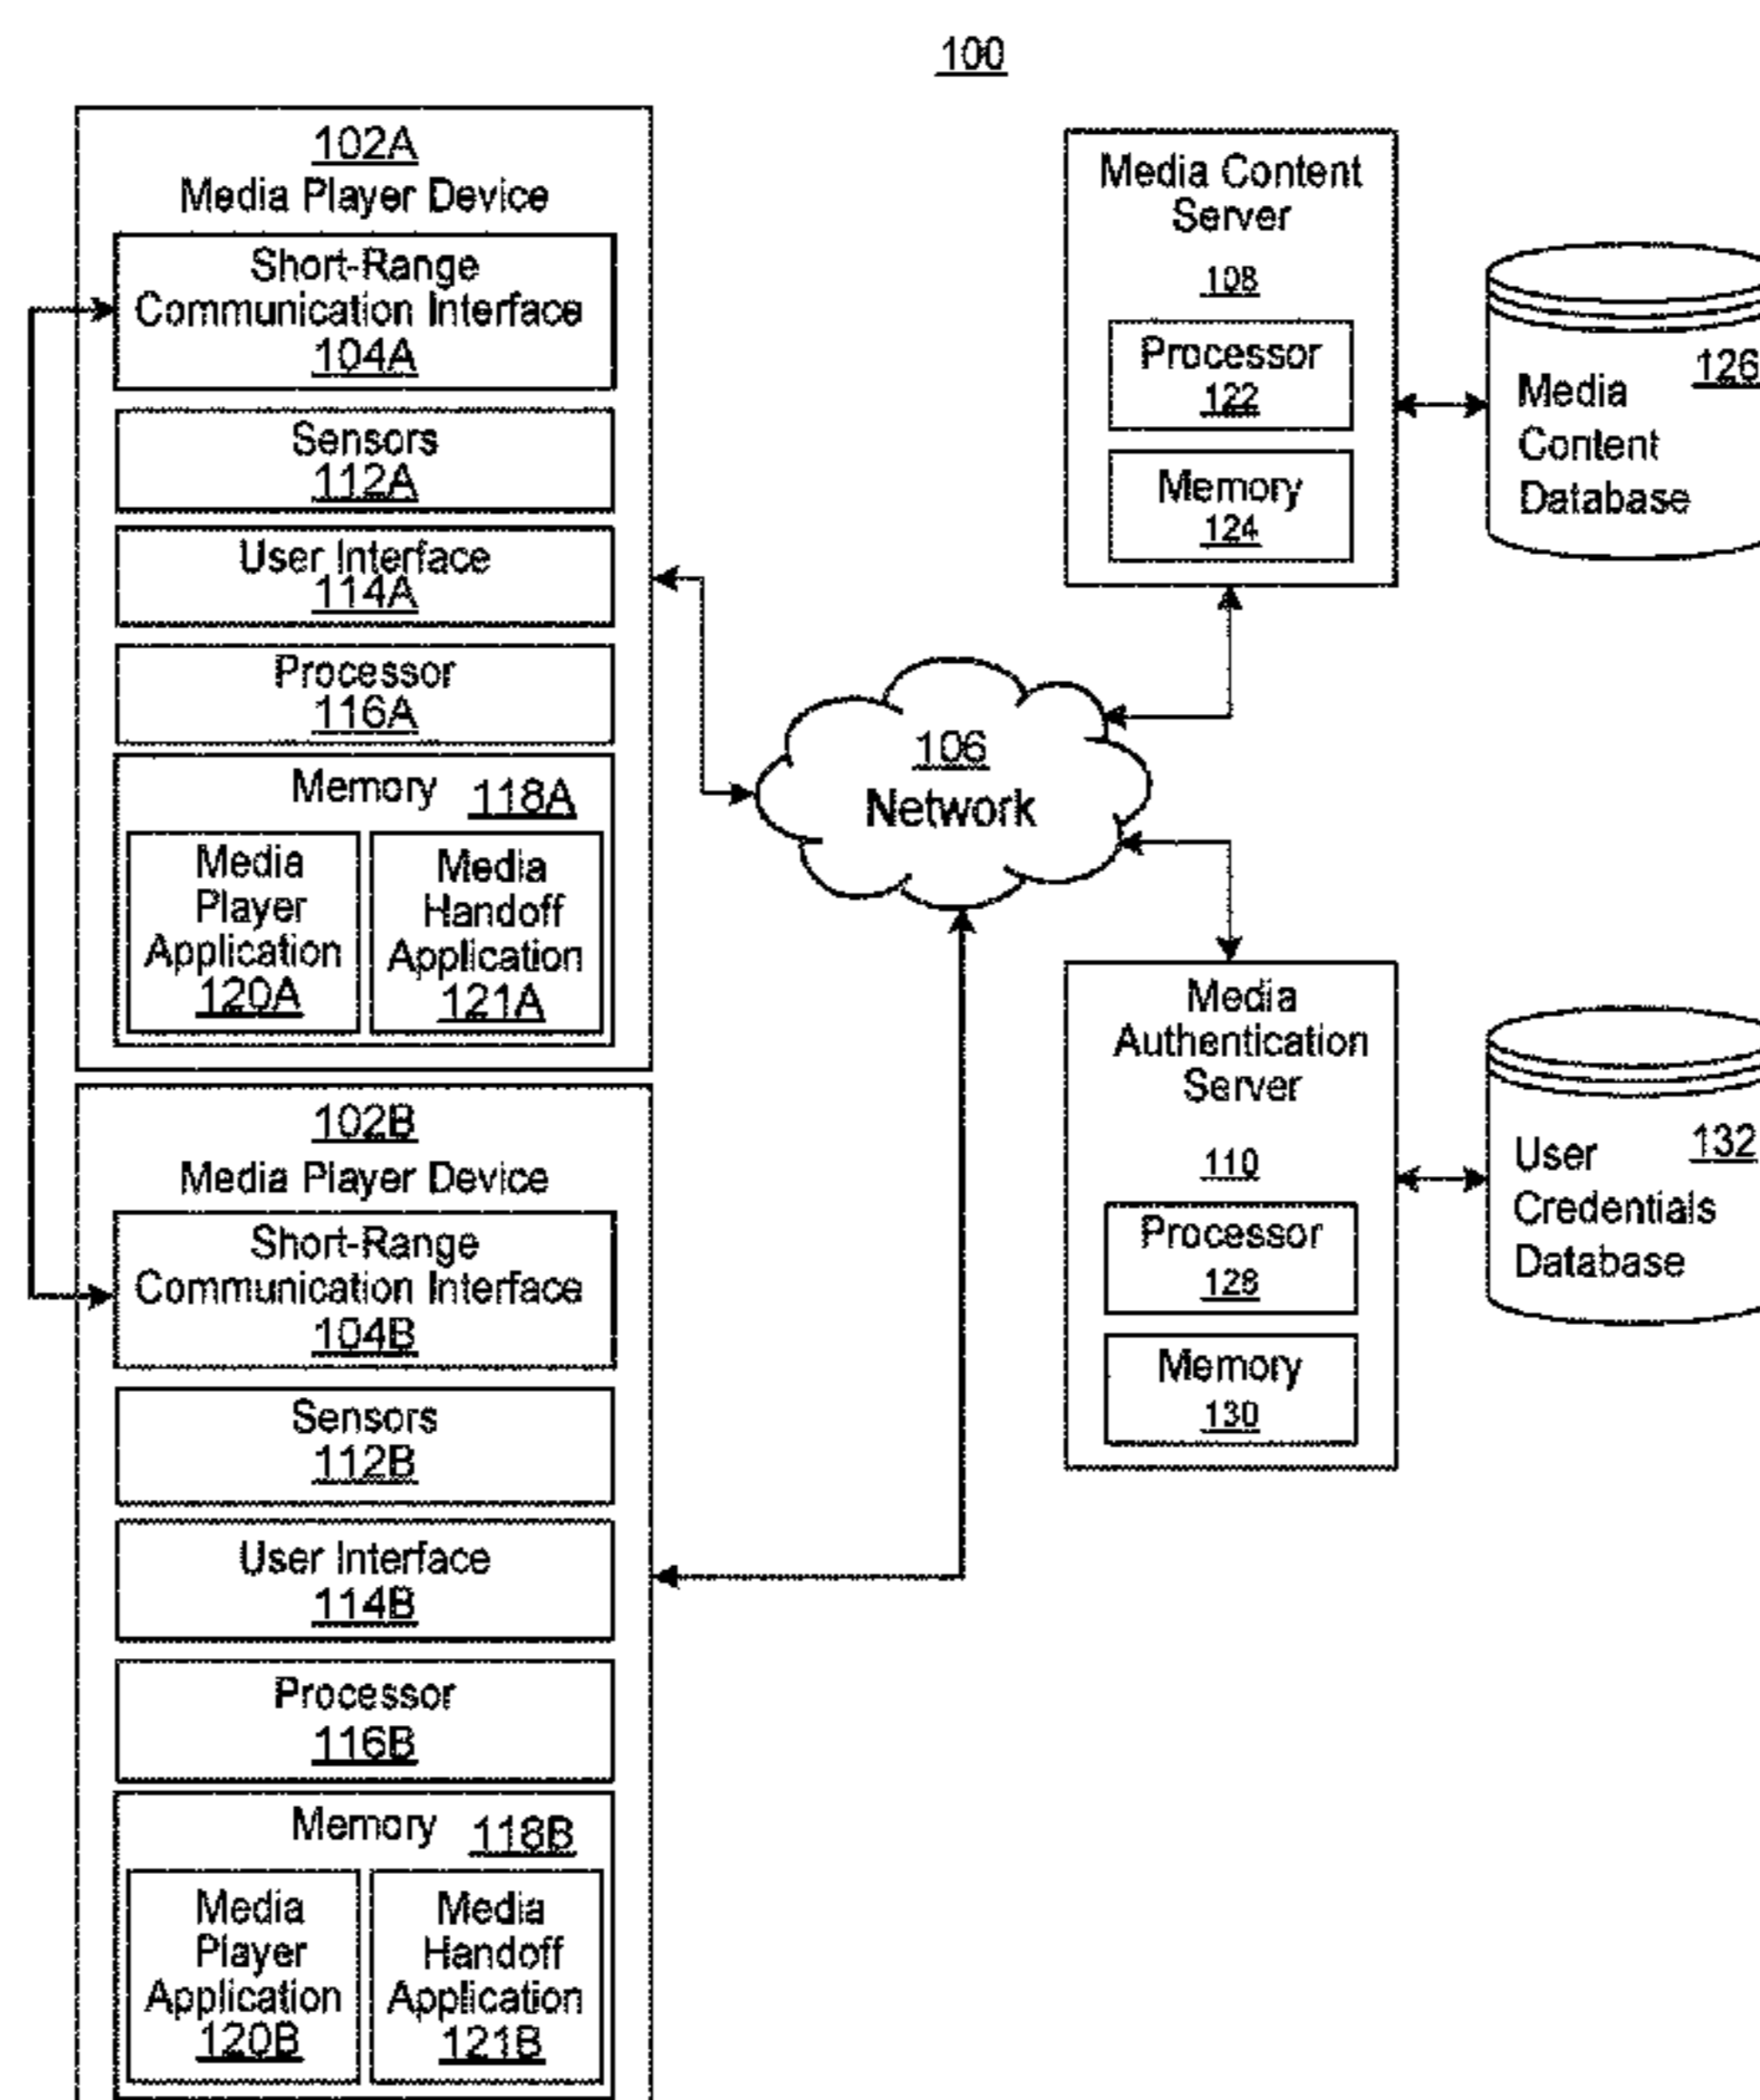 100
102A
Media Player Device
Short-Range
Communication Interface
104A
Sensors
112A
User Interface
114A
Processor
116A
Memory 118A
Media
Player
Application
120A
Media
Handoff
Application
121A
102B
Media Player Device
Short-Range
Communication Interface
104B
Sensors
112B
User Interface
114B
Processor
116B
Memory 118B
Media
Player
Application
120B
Media
Handoff
Application
121B
106
Network
Media Content
Server
108
Processor
122
Memory
124
126
Media
Content
Database
Media
Authentication
Server
110
Processor
128
Memory
130
132
User
Credentials
Database